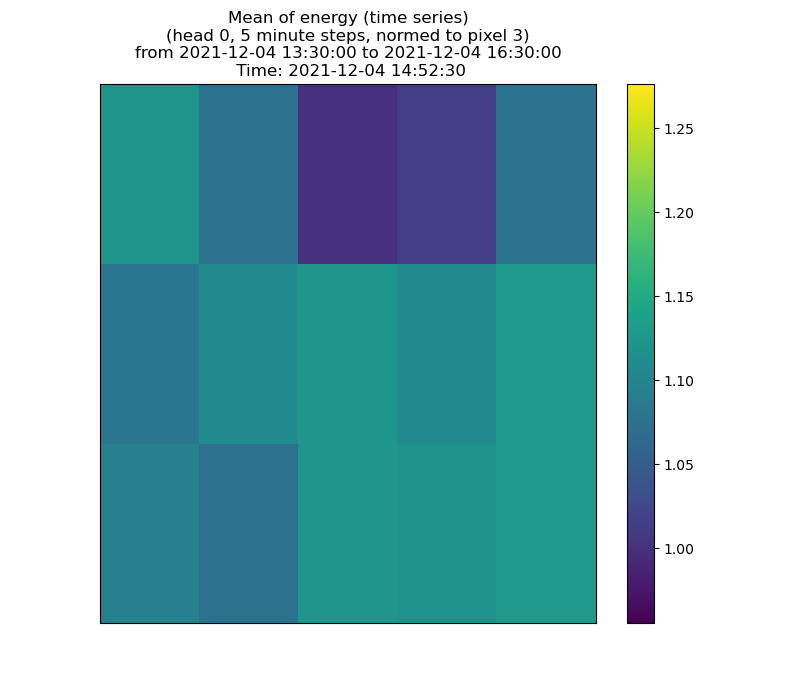 Mean of energy (time series)
(head 0, 5 minute steps, normed to pixel 3)
from 2021-12-04 13:30:00 to 2021-12-04 16:30:00
Time: 2021-12-04 14:52:30
1.25
1.20
1.15
1.10
1.05
1.00